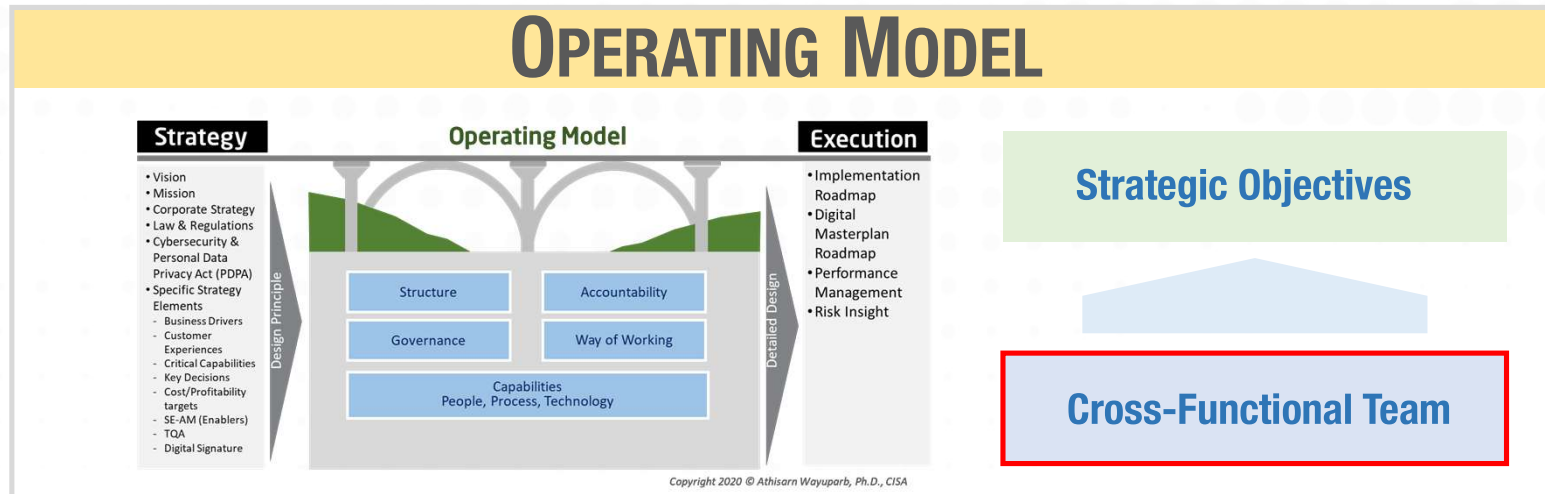 OPERATING MODEL
Strategy
• Vision
• Mission
• Corporate Strategy
• Law & Regulations
• Cybersecurity &
Personal Data
Privacy Act (PDPA)
• Specific Strategy
Elements
- Business Drivers
- Customer
Experiences
- Critical Capabilities
- Key Decisions
- Cost/Profitability
targets
- SE-AM (Enablers)
- TQA
- Digital Signature
Design Principle
Operating Model
Structure
Accountability
Governance
Way of Working
Capabilities
People, Process, Technology
Detailed Design
Execution
• Implementation
Roadmap
• Digital
Masterplan
Roadmap
• Performance
Management
• Risk Insight
Copyright 2020 © Athisarn Wayuparb, Ph.D., CISA
Strategic Objectives
Cross-Functional Team